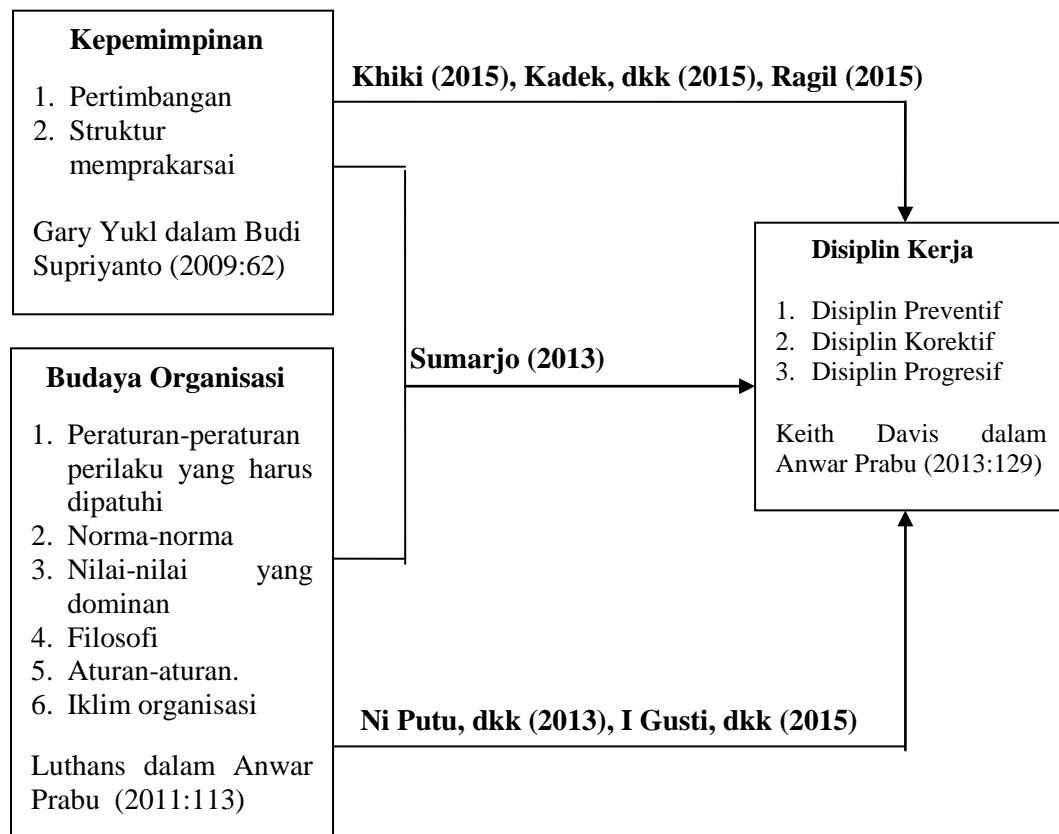 Kepemimpinan
1. Pertimbangan
2. Struktur
memprakarsai
Gary Yukl dalam Budi
Supriyanto (2009:62)
Khiki (2015), Kadek, dkk (2015), Ragil (2015)
Budaya Organisasi
1. Peraturan-peraturan
perilaku yang harus
dipatuhi
2. Norma-norma
3. Nilai-nilai yang
dominan
4. Filosofi
5. Aturan-aturan.
6. Iklim organisasi
Luthans dalam Anwar
Prabu (2011:113)
Sumarjo (2013)
Ni Putu, dkk (2013), I Gusti, dkk (2015)
Disiplin Kerja
1. Disiplin Preventif
2. Disiplin Korektif
3. Disiplin Progresif
Keith Davis dalam
Anwar Prabu (2013:129)